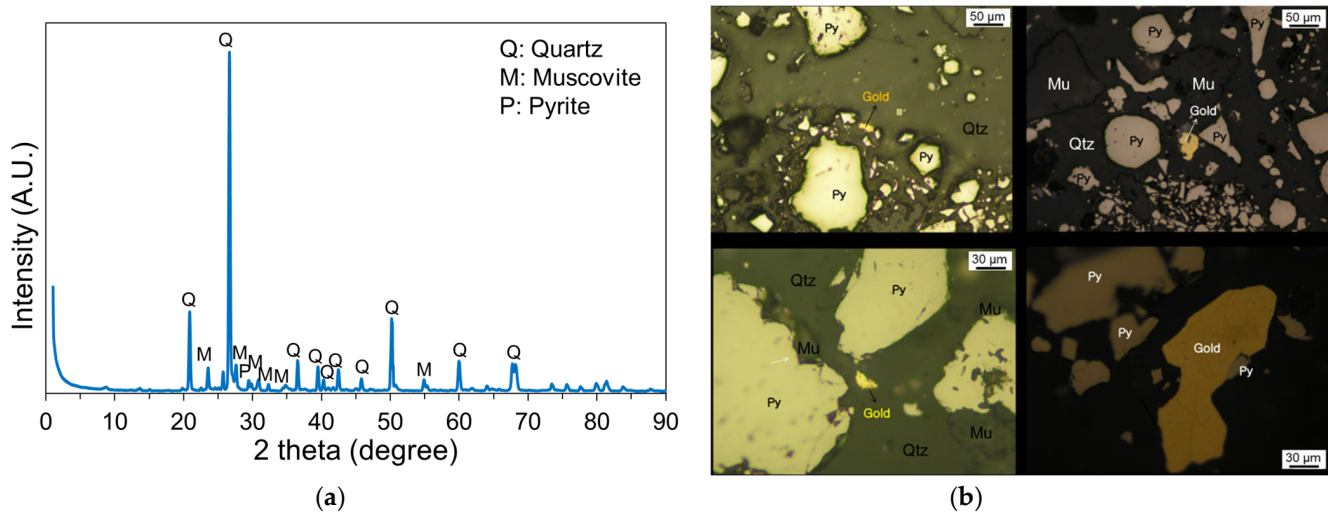 Q
Q: Quartz
M: Muscovite
P: Pyrite
Q
Q
M
M
P
M
M
M
Q
Q
Q
Q
Q
M
Q
Q
Intensity (A.U.)
0 10 20 30 40 50 60 70 80 90
2 theta (degree)
(a)
50 µm
Py
Gold
Qtz
Py
Py
50 µm
Py
Py
Mu
Mu
Gold
Qtz
Py
Py
Py
30 µm
Qtz
Py
Mu
Mu
Py
Gold
Mu
Qtz
Py
Py
Gold
Py
30 µm
(b)